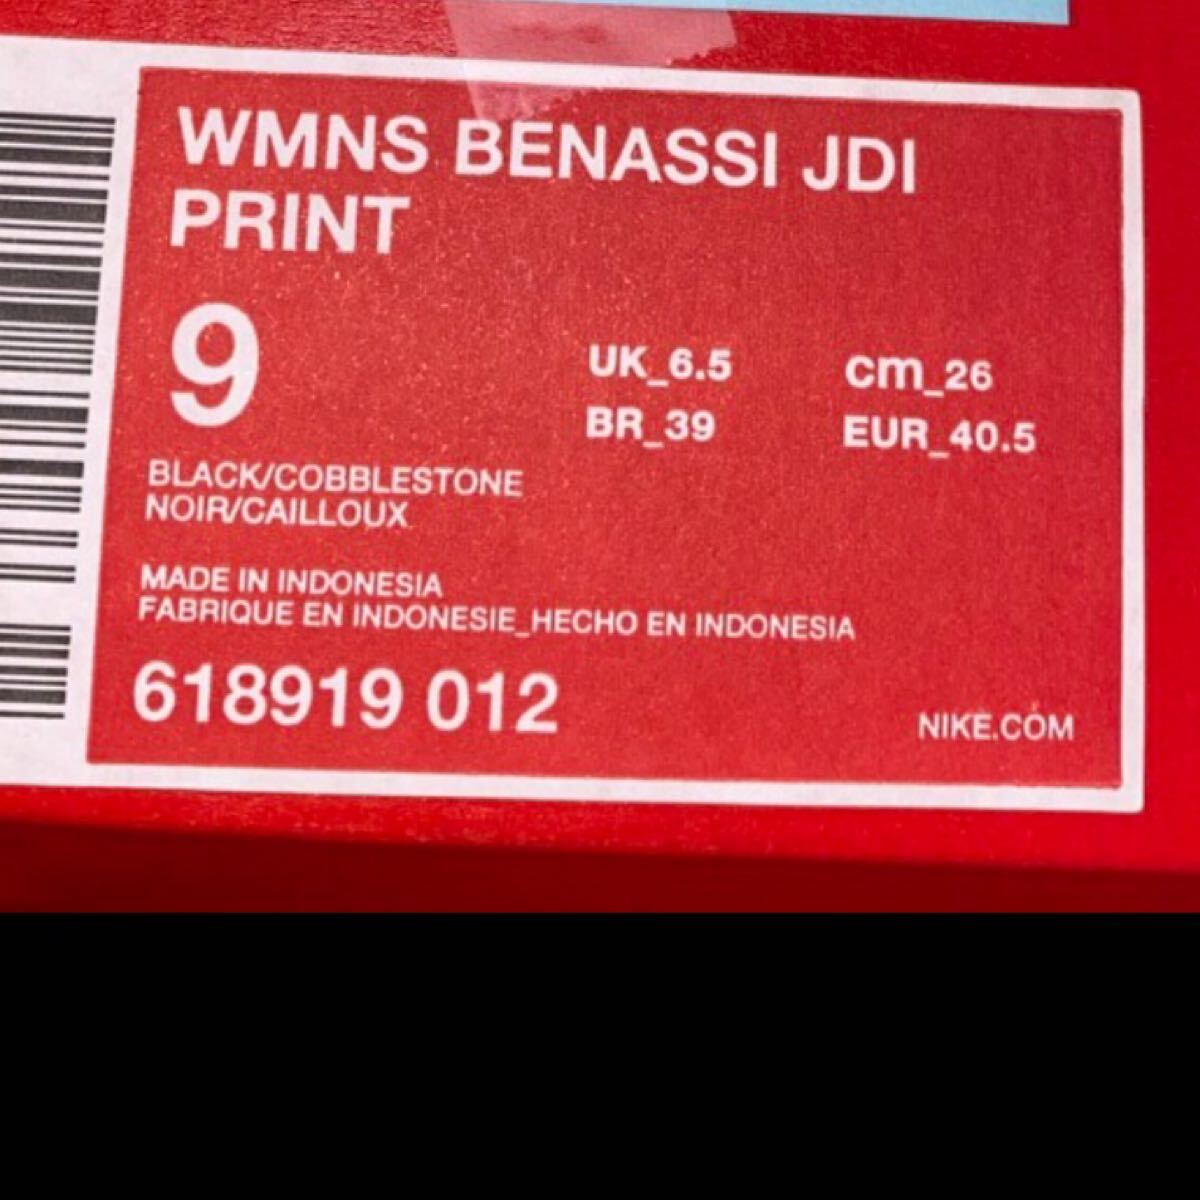 WMNS BENASSI JDI
PRINT
9
UK_6.5
cm_26
BR_39
EUR_40.5
BLACK/COBBLESTONE
NOIR/CAILLOUX
MADE IN INDONESIA
FABRIQUE EN INDONESIE_HECHO EN INDONESIA
618919 012
NIKE.COM